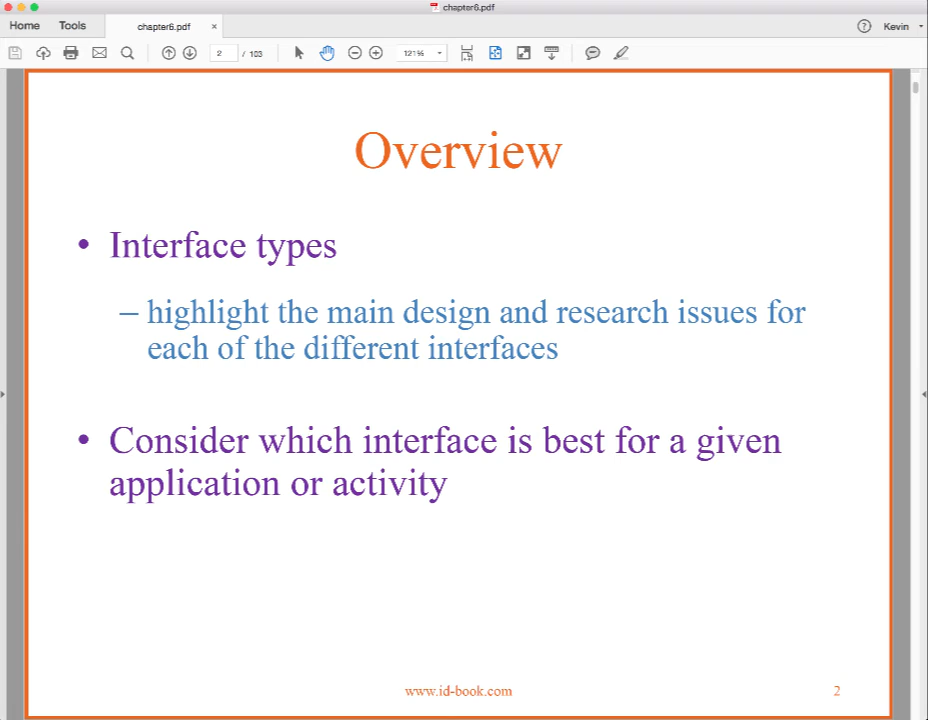 chapter6.pdf
Home Tools chapter6.pdf × ? Kevin
2 / 103 121%
Overview
• Interface types
– highlight the main design and research issues for
each of the different interfaces
• Consider which interface is best for a given
application or activity
www.id-book.com 2